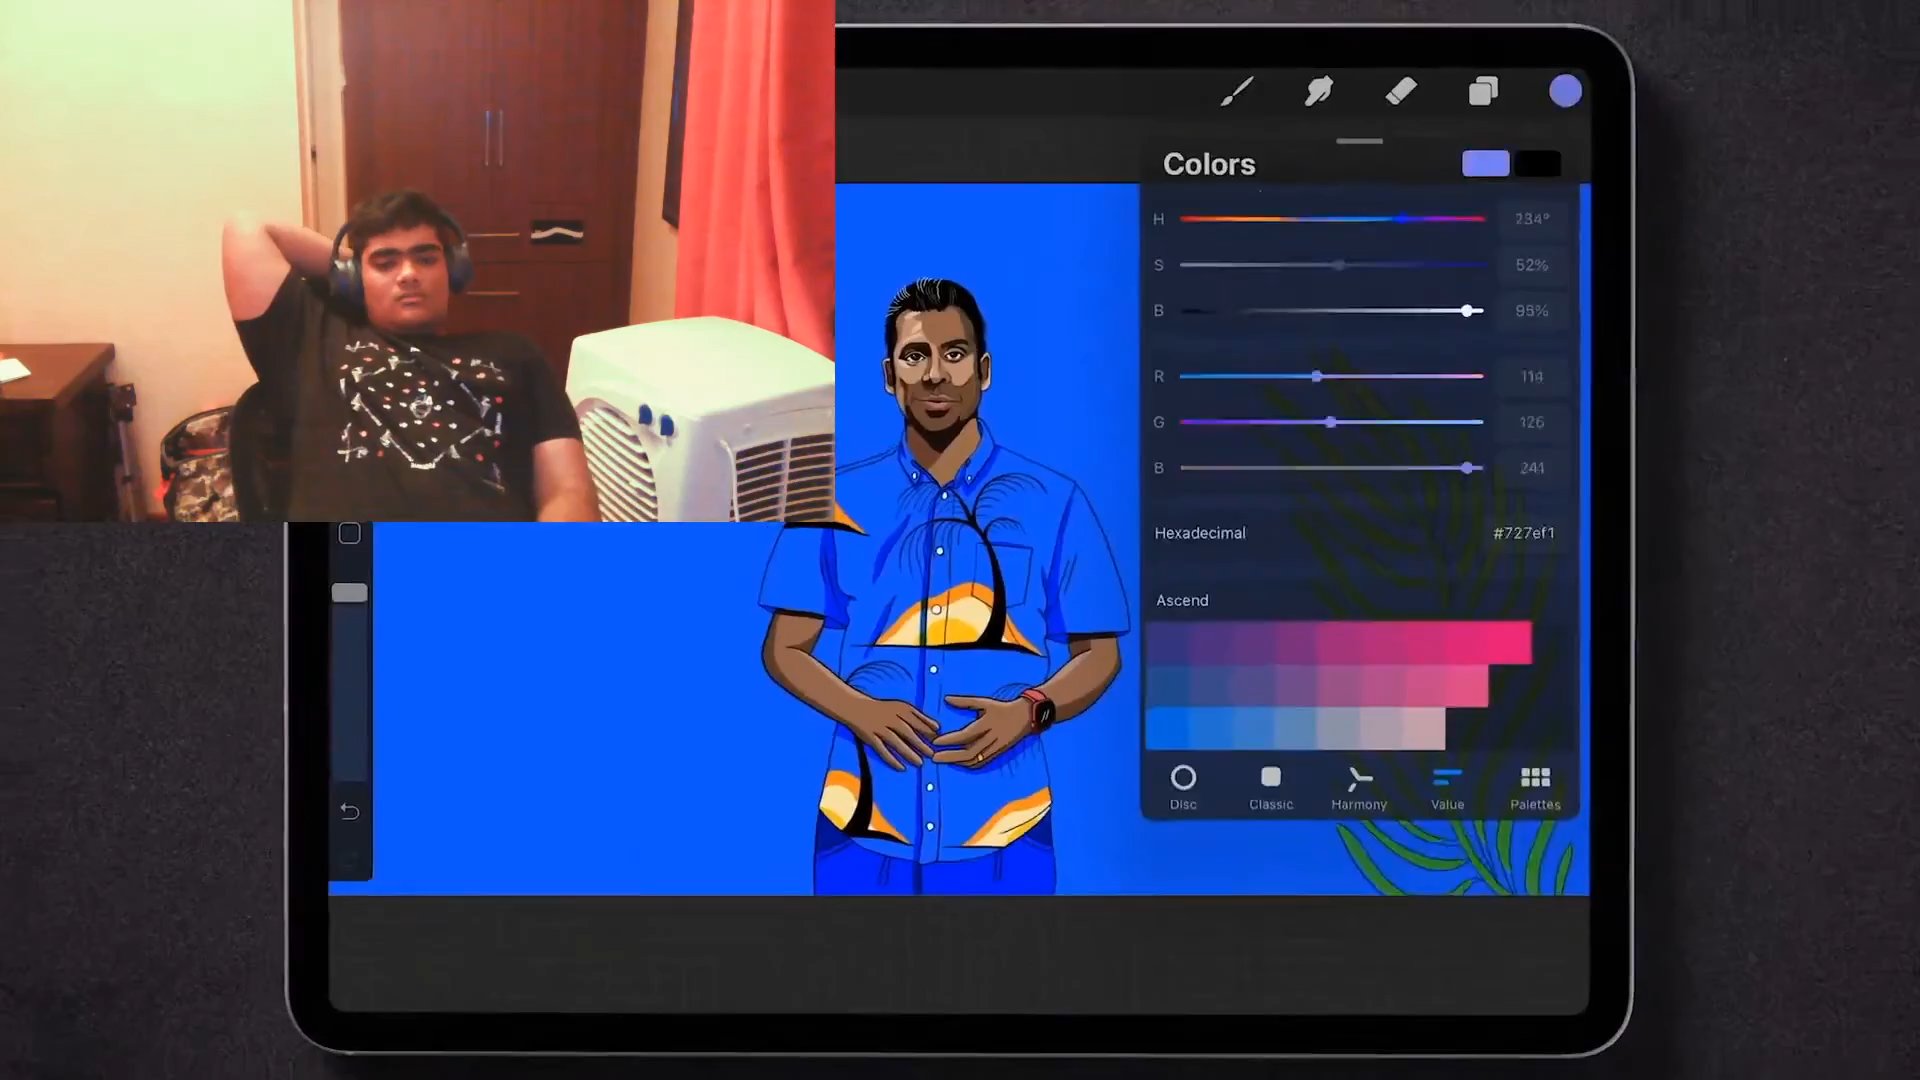 Colors
H 234°
S 52%
B 95%
R 114
G 126
B 241
Hexadecimal #727ef1
Ascend
Disc Classic Harmony Value Palettes